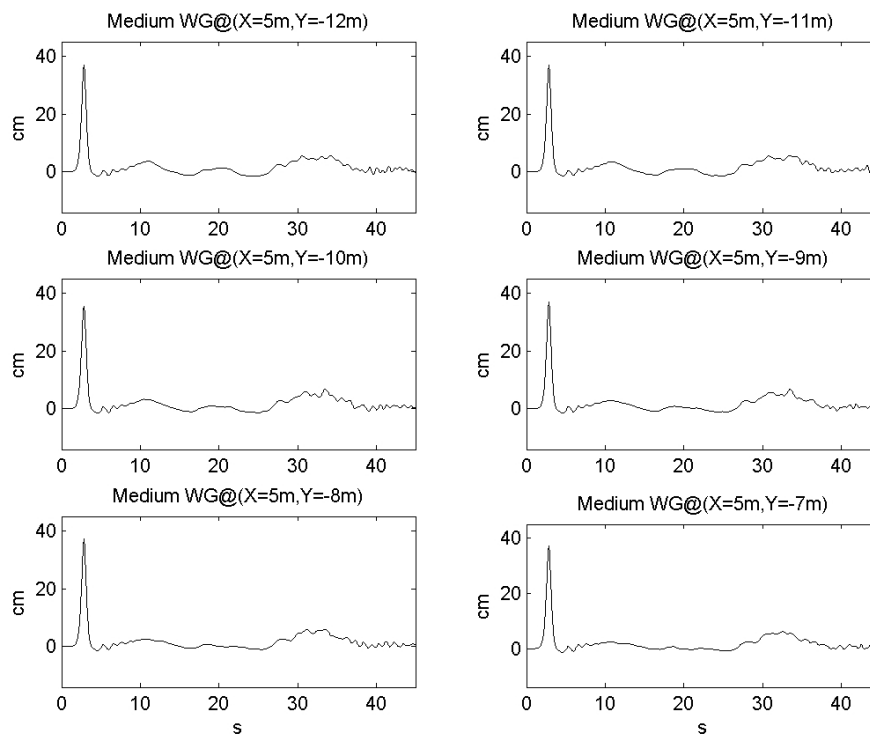 Medium WG@(X=5m,Y=-12m)
Medium WG@(X=5m,Y=-11m)
40
20
0
cm
0 10 20 30 40
40
20
0
cm
0 10 20 30 40
Medium WG@(X=5m,Y=-10m)
Medium WG@(X=5m,Y=-9m)
40
20
0
cm
0 10 20 30 40
40
20
0
cm
0 10 20 30 40
Medium WG@(X=5m,Y=-8m)
Medium WG@(X=5m,Y=-7m)
40
20
0
cm
0 10 20 30 40
s
40
20
0
cm
0 10 20 30 40
s